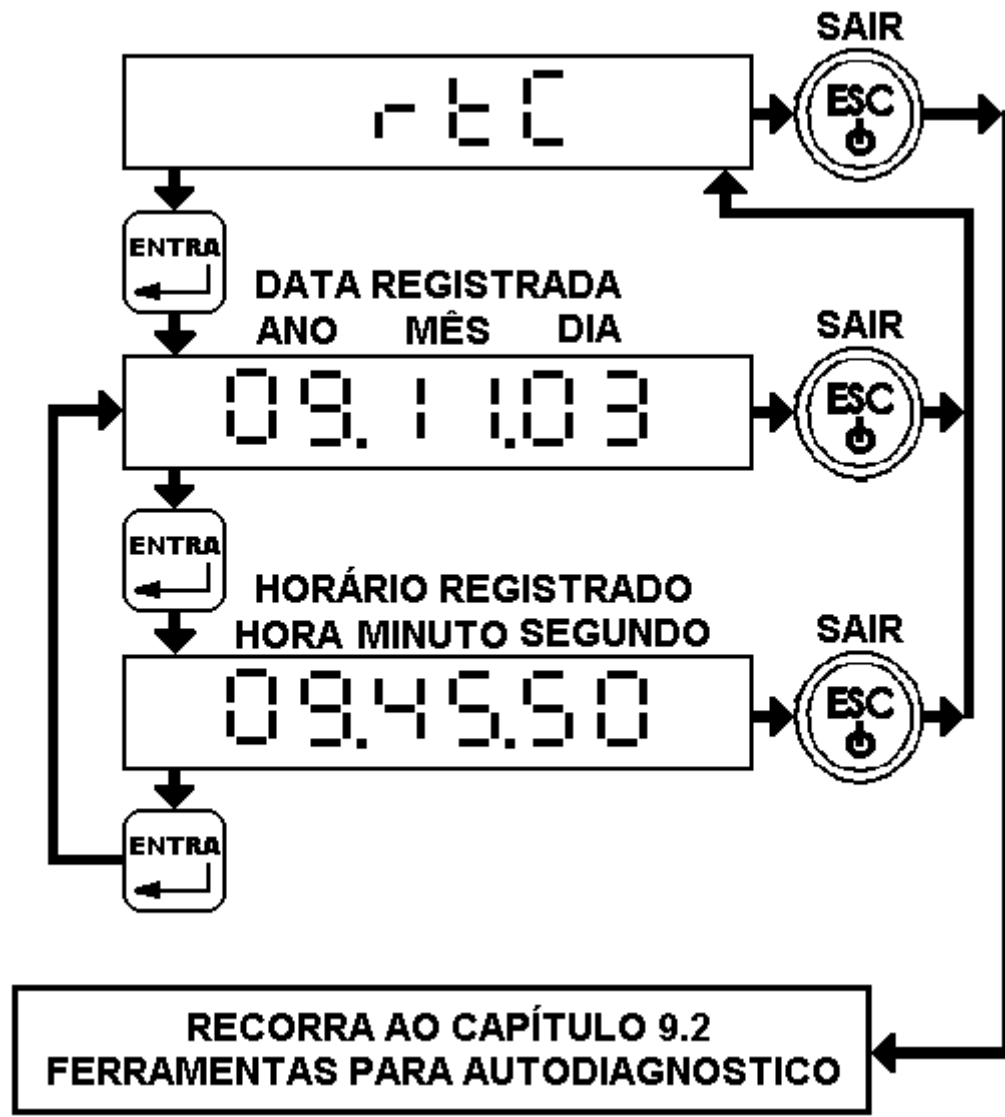 SAIR
rtC
ESC
ENTRA
DATA REGISTRADA
ANO MÊS DIA
SAIR
09.11.03
ESC
ENTRA
HORÁRIO REGISTRADO
HORA MINUTO SEGUNDO
SAIR
09.45.50
ESC
ENTRA
RECORRA AO CAPÍTULO 9.2
FERRAMENTAS PARA AUTODIAGNOSTICO